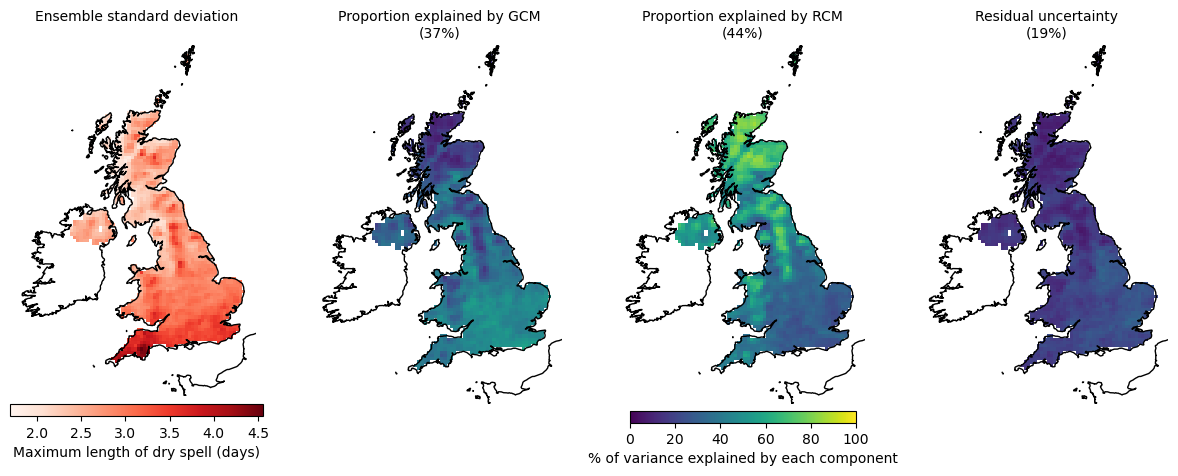 Ensemble standard deviation
Proportion explained by GCM
(37%)
Proportion explained by RCM
(44%)
Residual uncertainty
(19%)
2.0 2.5 3.0 3.5 4.0 4.5
Maximum length of dry spell (days)
0 20 40 60 80 100
% of variance explained by each component